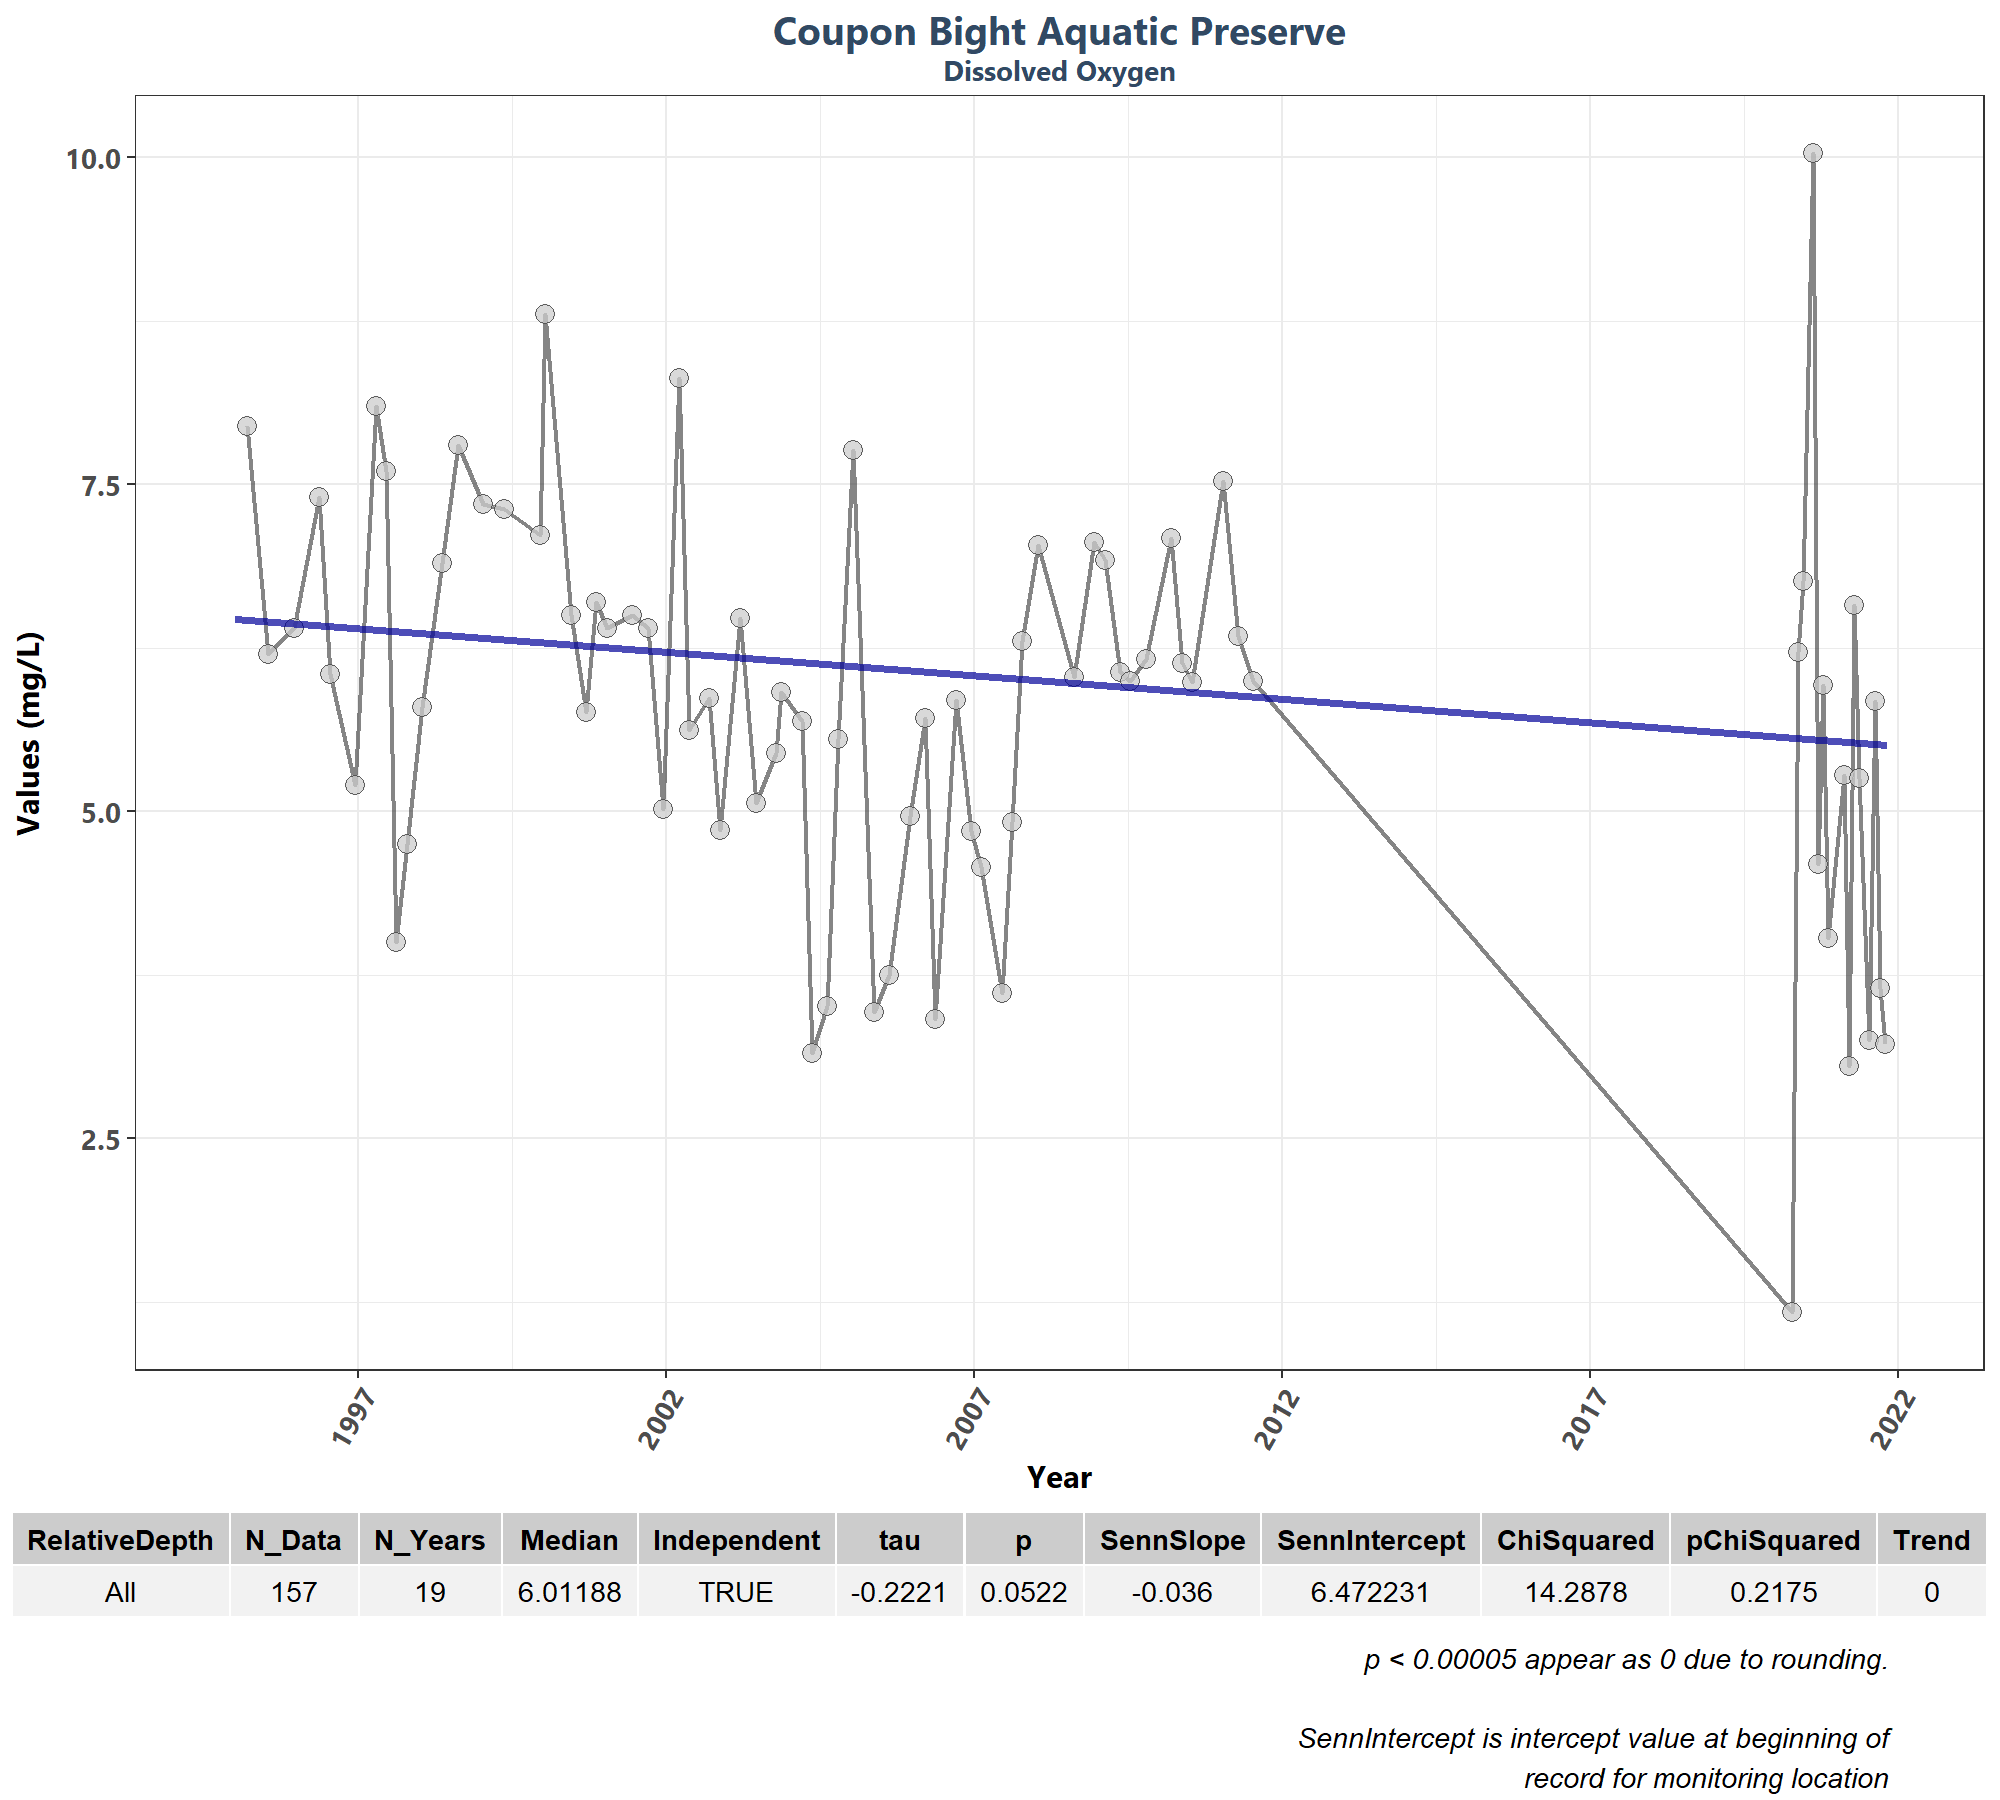 Coupon Bight Aquatic Preserve
Dissolved Oxygen
Values (mg/L)
10.0
7.5
5.0
2.5
1997 2002 2007 2012 2017 2022
Year
RelativeDepth N_Data N_Years Median Independent tau p SennSlope SennIntercept ChiSquared pChiSquared Trend
All 157 19 6.01188 TRUE -0.2221 0.0522 -0.036 6.472231 14.2878 0.2175 0
p < 0.00005 appear as 0 due to rounding.
SennIntercept is intercept value at beginning of
record for monitoring location